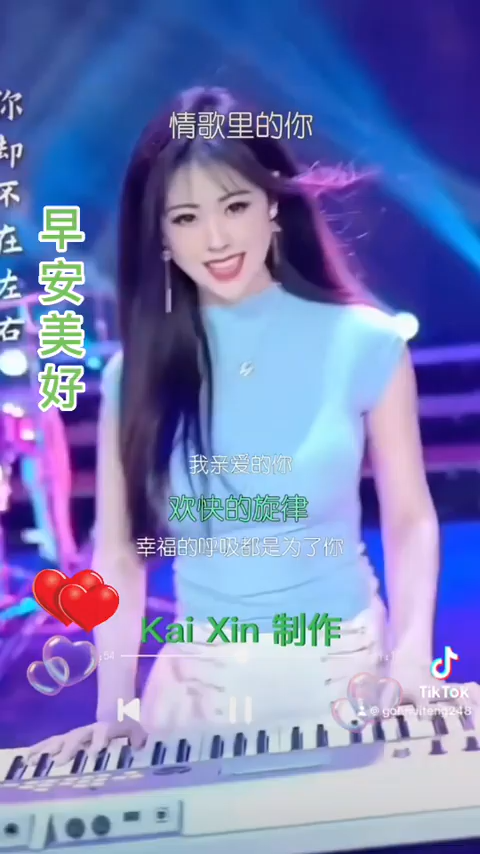 情歌里的你
你却不在左右
早安美好
我亲爱的你
欢快的旋律
幸福的呼吸都是为了你
Kai Xin 制作
TikTok